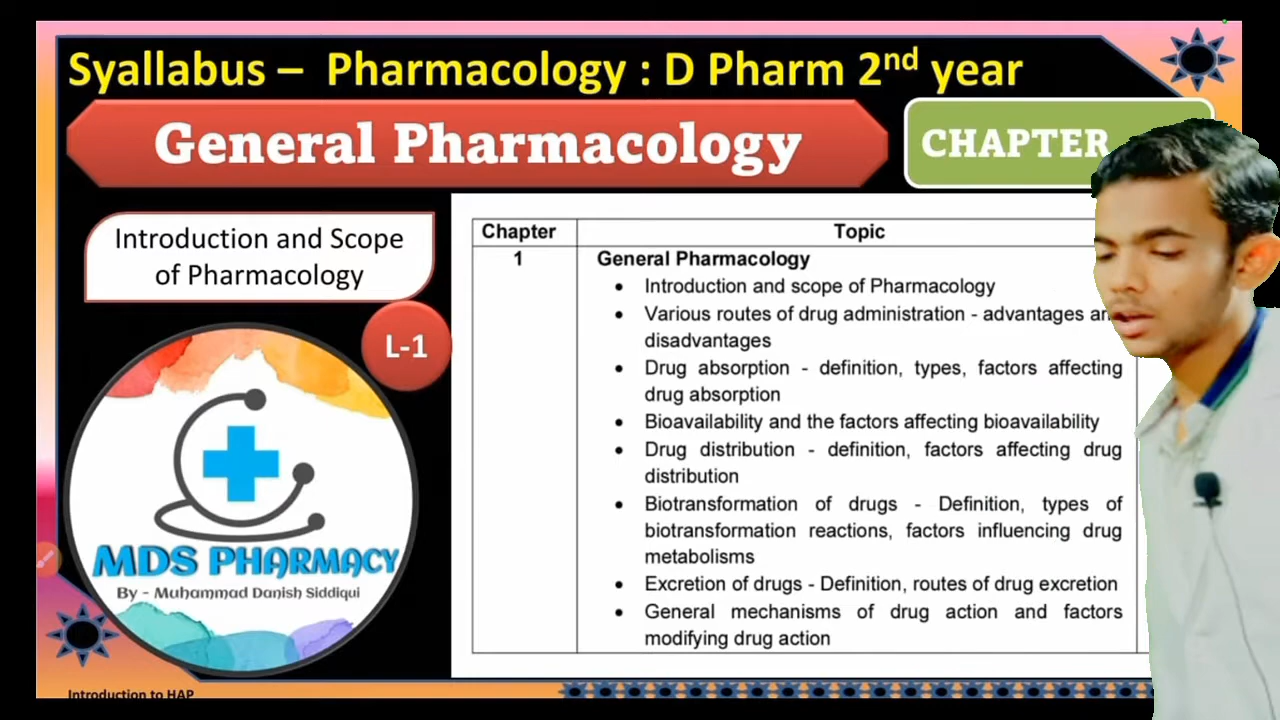 Syallabus – Pharmacology : D Pharm 2nd year
General Pharmacology
CHAPTER
Introduction and Scope
of Pharmacology
L-1
Chapter
Topic
1
General Pharmacology
• Introduction and scope of Pharmacology
• Various routes of drug administration - advantages an
disadvantages
• Drug absorption - definition, types, factors affecting
drug absorption
• Bioavailability and the factors affecting bioavailability
• Drug distribution - definition, factors affecting drug
distribution
• Biotransformation of drugs - Definition, types of
biotransformation reactions, factors influencing drug
metabolisms
• Excretion of drugs - Definition, routes of drug excretion
• General mechanisms of drug action and factors
modifying drug action
MDS PHARMACY
By - Muhammad Danish Siddiqui
Introduction to HAP